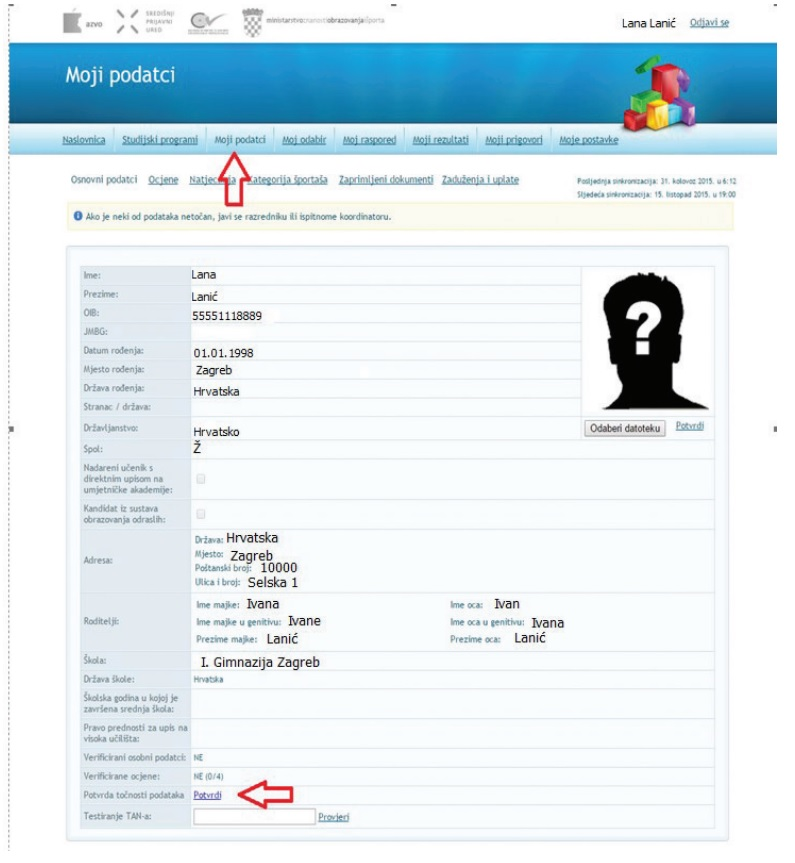 azvo
SREDIŠNJI
PRIJAVNI
URED
ministarstvoznanostiobrazovanjaišporta
Lana Lanić Odjavi se
Moji podatci
Naslovnica Studijski programi Moji podatci Moj odabir Moj raspored Moji rezultati Moji prigovori Moje postavke
Osnovni podatci Ocjene Kategorija športaša Zaprimljeni dokumenti Zaduženja i uplate
Posljednja sinkronizacija: 31. kolovoz 2015. u 6:12
Sljedeća sinkronizacija: 15. listopad 2015. u 19:00
Ako je neki od podataka netočan, javi se razredniku ili ispitnome koordinatoru.
Ime: Lana
Prezime: Lanić
OIB: 55551118889
JMBG:
Datum rođenja: 01.01.1998
Mjesto rođenja: Zagreb
Država rođenja: Hrvatska
Stranac / država:
?
Državljanstvo: Hrvatsko
Odaberi datoteku Potvrdi
Spol: Ž
Nadareni učenik s
direktnim upisom na
umjetničke akademije:
Kandidat iz sustava
obrazovanja odraslih:
Adresa:
Država: Hrvatska
Mjesto: Zagreb
Poštanski broj: 10000
Ulica i broj: Selska 1
Roditelji:
Ime majke: Ivana Ime oca: Ivan
Ime majke u genitivu: Ivane Ime oca u genitivu: Ivana
Prezime majke: Lanić Prezime oca: Lanić
Škola: I. Gimnazija Zagreb
Država škole: Hrvatska
Školska godina u kojoj je
završena srednja škola:
Pravo prednosti za upis na
visoka učilišta:
Verificirani osobni podatci: NE
Verificirane ocjene: NE (0/4)
Potvrda točnosti podataka Potvrdi
Testiranje TAN-a: Provjeri